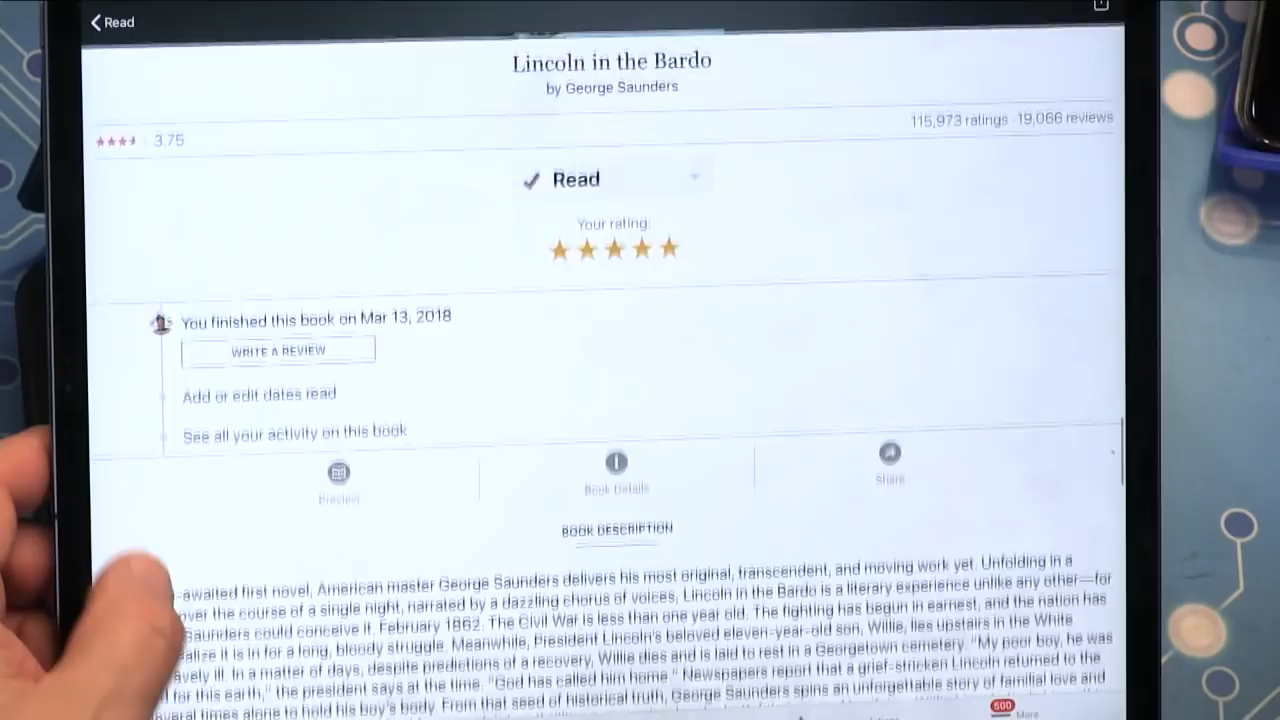 Read
Lincoln in the Bardo
by George Saunders
115,973 ratings · 19,066 reviews
3.75
Read
Your rating:
You finished this book on Mar 13, 2018
WRITE A REVIEW
Add or edit dates read
See all your activity on this book
Preview
Book Details
Share
BOOK DESCRIPTION
-awaited first novel, American master George Saunders delivers his most original, transcendent, and moving work yet. Unfolding in a
over the course of a single night, narrated by a dazzling chorus of voices, Lincoln in the Bardo is a literary experience unlike any other—for
Saunders could conceive it. February 1862. The Civil War is less than one year old. The fighting has begun in earnest, and the nation has
alize it is in for a long, bloody struggle. Meanwhile, President Lincoln's beloved eleven-year-old son, Willie, lies upstairs in the White
avely ill. In a matter of days, despite predictions of a recovery, Willie dies and is laid to rest in a Georgetown cemetery. "My poor boy, he was
for this earth," the president says at the time. "God has called him home." Newspapers report that a grief-stricken Lincoln returned to the
several times alone to hold his boy's body. From that seed of historical truth, George Saunders spins an unforgettable story of familial love and
500
More